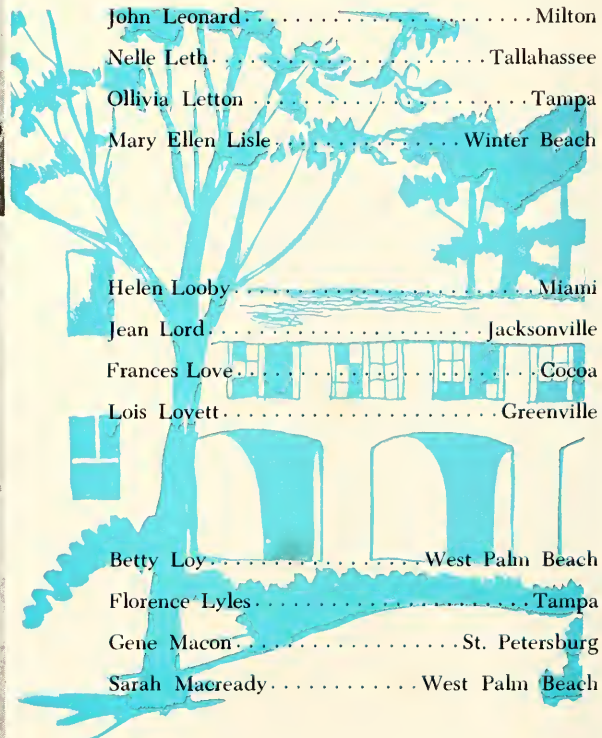 John Leonard . . . . . . . . . . . . . . . . . . . . . . Milton
Nelle Leth . . . . . . . . . . . . . . . . . . . Tallahassee
Ollivia Letton . . . . . . . . . . . . . . . . . . . Tampa
Mary Ellen Lisle . . . . . . . . . . . . . . Winter Beach
Helen Looby . . . . . . . . . . . . . . . . . . . . . Miami
Jean Lord . . . . . . . . . . . . . . . . . . . Jacksonville
Frances Love . . . . . . . . . . . . . . . . . . . . . Cocoa
Lois Lovett . . . . . . . . . . . . . . . . . . . Greenville
Betty Loy . . . . . . . . . . . . . . . West Palm Beach
Florence Lyles . . . . . . . . . . . . . . . . . . . Tampa
Gene Macon . . . . . . . . . . . . . . . St. Petersburg
Sarah Macready . . . . . . . . . . . . West Palm Beach